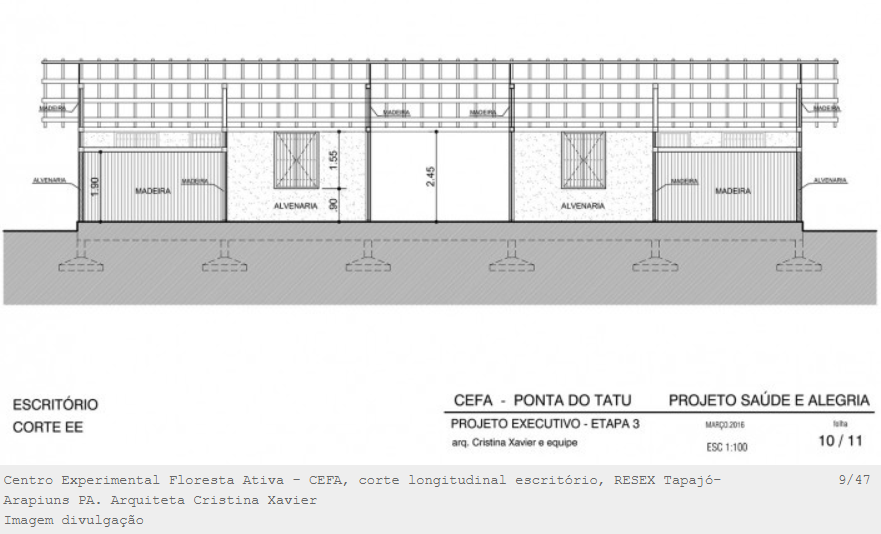 MADEIRA
MADEIRA
MADEIRA
MADEIRA
ALVENARIA
1.90
MADEIRA
MADEIRA
1.55
.90
ALVENARIA
2.45
ALVENARIA
MADEIRA
MADEIRA
ALVENARIA
ESCRITÓRIO
CORTE EE
CEFA - PONTA DO TATU
PROJETO SAÚDE E ALEGRIA
PROJETO EXECUTIVO - ETAPA 3
arq. Cristina Xavier e equipe
MARÇO.2016
ESC 1:100
folha
10 / 11
Centro Experimental Floresta Ativa – CEFA, corte longitudinal escritório, RESEX Tapajó-
Arapiuns PA. Arquiteta Cristina Xavier
Imagem divulgação
9/47